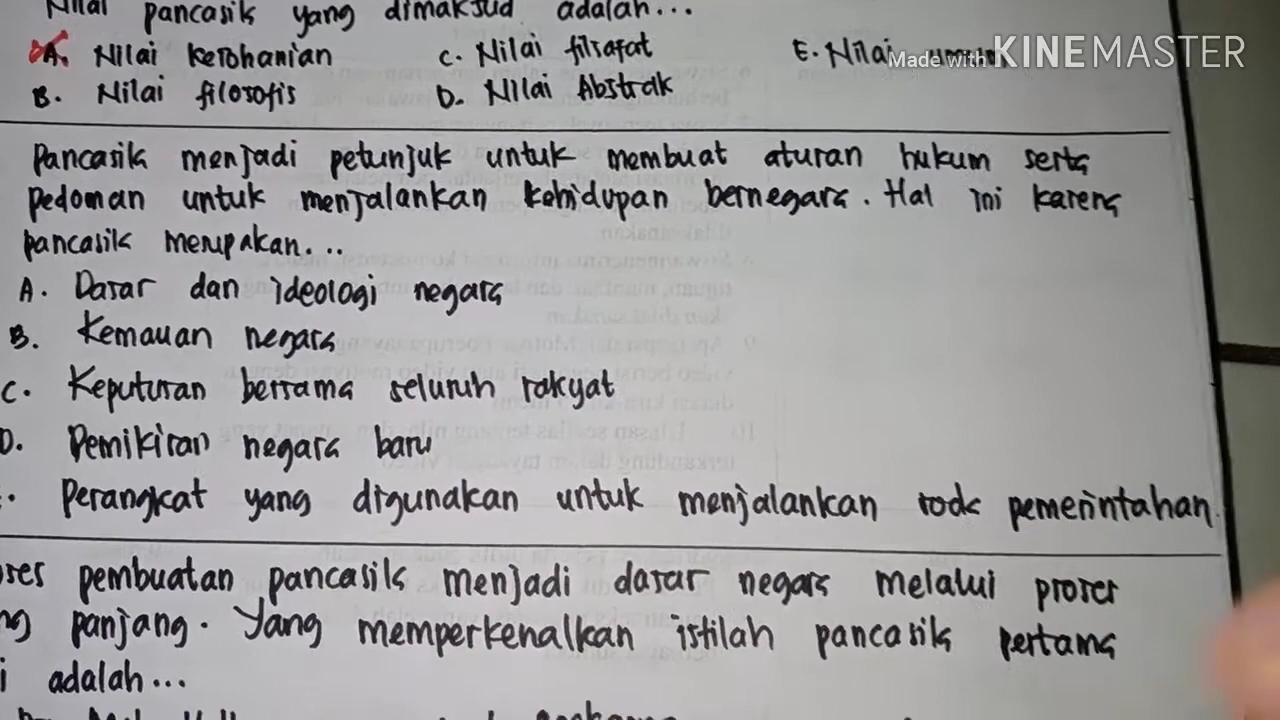 Nilai pancasila yang dimaksud adalah...
A. Nilai kerohanian C. Nilai filsafat E. Nilai
Made with KINEMASTER
B. Nilai filosofis D. Nilai Abstrak
Pancasila menjadi petunjuk untuk membuat aturan hukum serta
pedoman untuk menjalankan kehidupan bernegara. Hal ini karena
pancasila merupakan...
A. Dasar dan ideologi negara
B. Kemauan negara
C. Keputusan bersama seluruh rakyat
D. Pemikiran negara baru
. Perangkat yang digunakan untuk menjalankan roda pemerintahan.
pembuatan pancasila menjadi dasar negara melalui proses
panjang. Yang memperkenalkan istilah pancasila pertama
adalah...